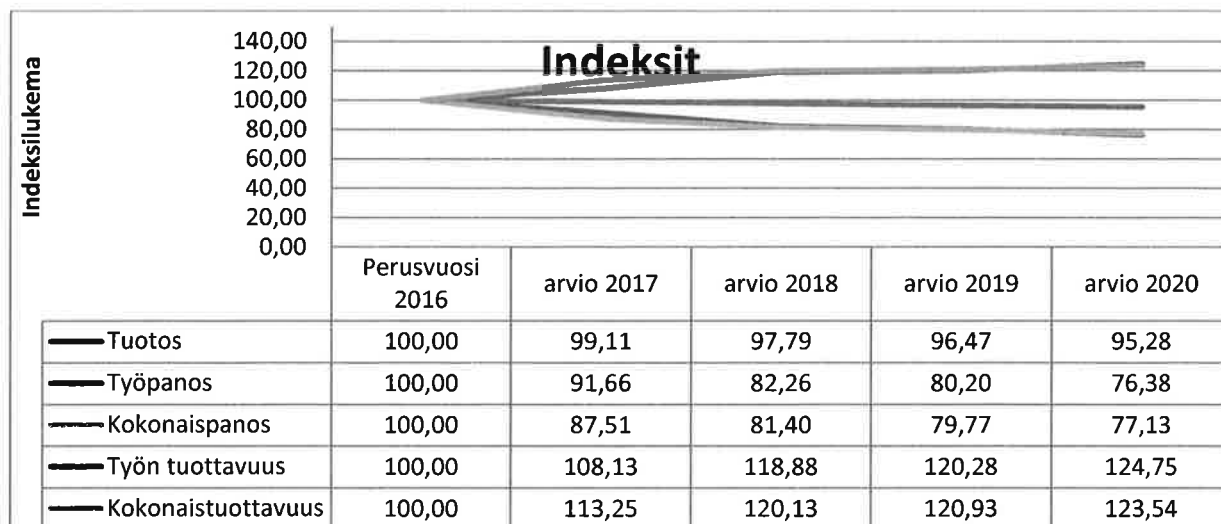 Indeksit
Indeksilukema
140,00
120,00
100,00
80,00
60,00
40,00
20,00
0,00
Perusvuosi 2016 arvio 2017 arvio 2018 arvio 2019 arvio 2020
Tuotos 100,00 99,11 97,79 96,47 95,28
Työpanos 100,00 91,66 82,26 80,20 76,38
Kokonaispanos 100,00 87,51 81,40 79,77 77,13
Työn tuottavuus 100,00 108,13 118,88 120,28 124,75
Kokonaistuottavuus 100,00 113,25 120,13 120,93 123,54